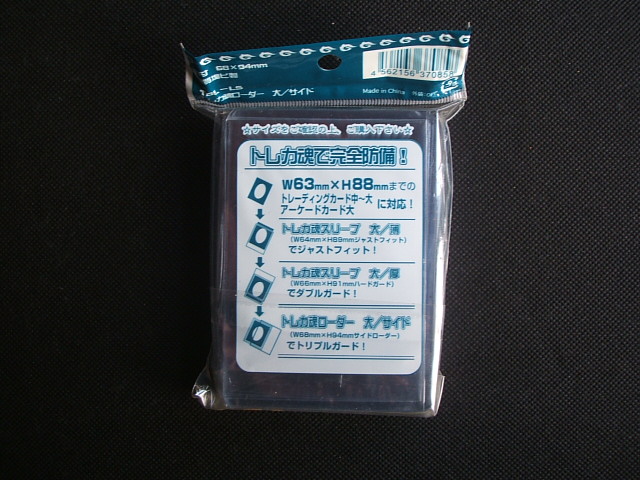 68×94mm
4 562156 370858
ローダー 大／サイド
Made in China
☆サイズをご確認の上、ご購入下さい☆
トレカ魂で完全防備！
W63mm×H88mmまでの
トレーディングカード中～大
アーケードカード大
に対応！
トレカ魂スリーブ 大／薄
（W64mm×H89mmジャストフィット）
でジャストフィット！
トレカ魂スリーブ 大／厚
（W66mm×H91mmハードガード）
でダブルガード！
トレカ魂ローダー 大／サイド
（W68mm×H94mmサイドローダー）
でトリプルガード！